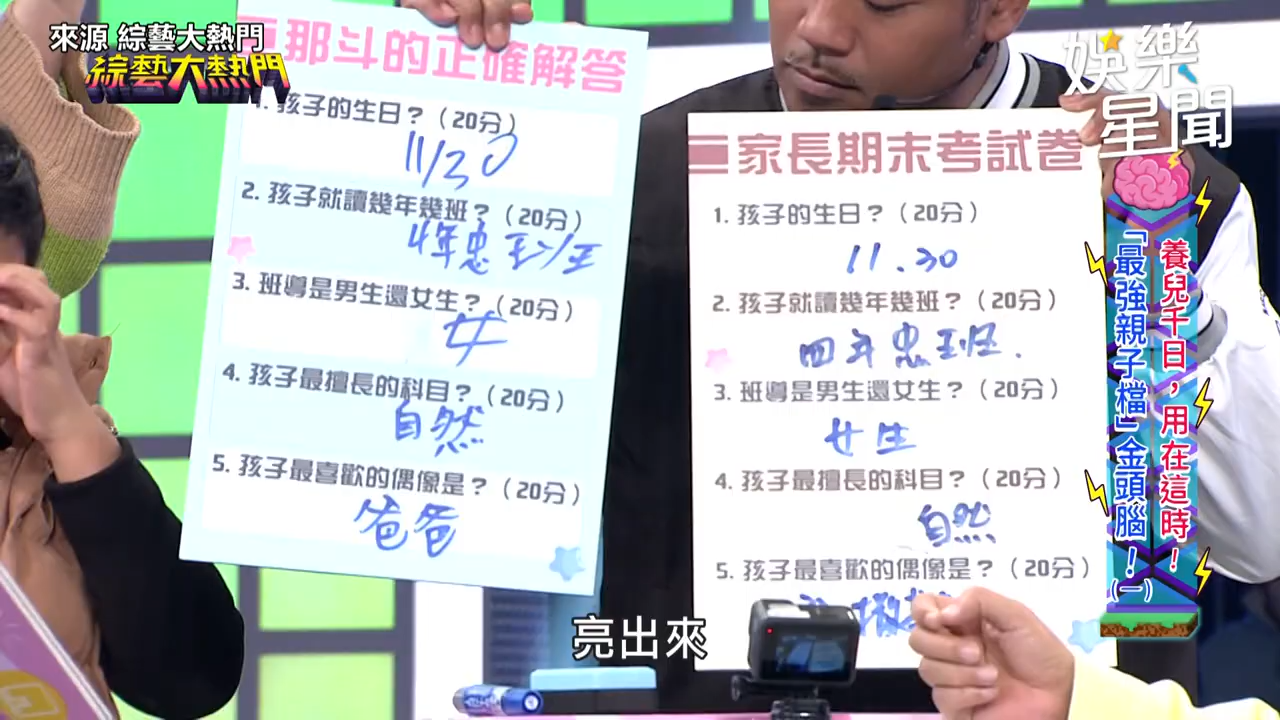 來源 綜藝大熱門
綜藝大熱門
娛樂星聞
那斗的正確解答
1. 孩子的生日？（20分）
11/30
2. 孩子就讀幾年幾班？（20分）
4年忠班
3. 班導是男生還女生？（20分）
女
4. 孩子最擅長的科目？（20分）
自然
5. 孩子最喜歡的偶像是？（20分）
爸爸
家長期末考試卷
1. 孩子的生日？（20分）
11.30
2. 孩子就讀幾年幾班？（20分）
四年忠班.
3. 班導是男生還女生？（20分）
女生
4. 孩子最擅長的科目？（20分）
自然
5. 孩子最喜歡的偶像是？（20分）
養兒千日，用在這時！
「最強親子檔」金頭腦！(一)
亮出來